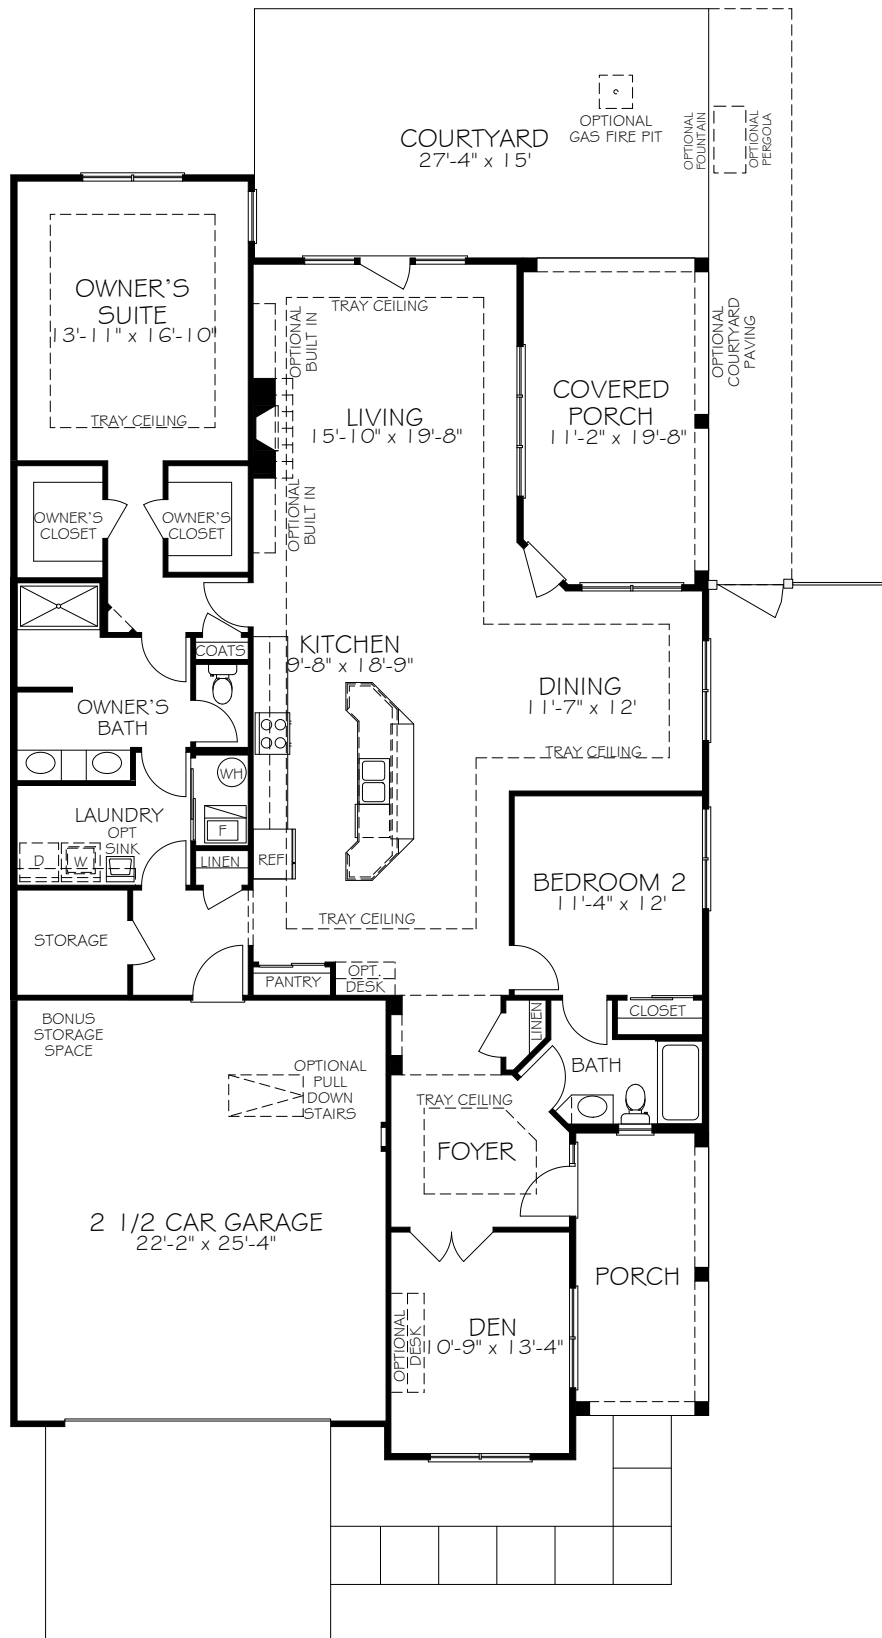 COURTYARD
27'-4" x 15'
OPTIONAL
GAS FIRE PIT
OPTIONAL
FOUNTAIN
OPTIONAL
PERGOLA
OWNER'S
SUITE
13'-11" x 16'-10"
TRAY CEILING
TRAY CEILING
OPTIONAL
BUILT IN
LIVING
15'-10" x 19'-8"
OPTIONAL
BUILT IN
COVERED
PORCH
11'-2" x 19'-8"
OPTIONAL
COURTYARD
PAVING
OWNER'S
CLOSET
OWNER'S
CLOSET
COATS
KITCHEN
9'-8" x 18'-9"
DINING
11'-7" x 12'
TRAY CEILING
OWNER'S
BATH
WH
F
LAUNDRY
OPT
SINK
D
W
LINEN
REFI
TRAY CEILING
BEDROOM 2
11'-4" x 12'
STORAGE
PANTRY
OPT.
DESK
LINEN
CLOSET
BATH
BONUS
STORAGE
SPACE
OPTIONAL
PULL
DOWN
STAIRS
TRAY CEILING
FOYER
2 1/2 CAR GARAGE
22'-2" x 25'-4"
PORCH
OPTIONAL
DESK
DEN
10'-9" x 13'-4"